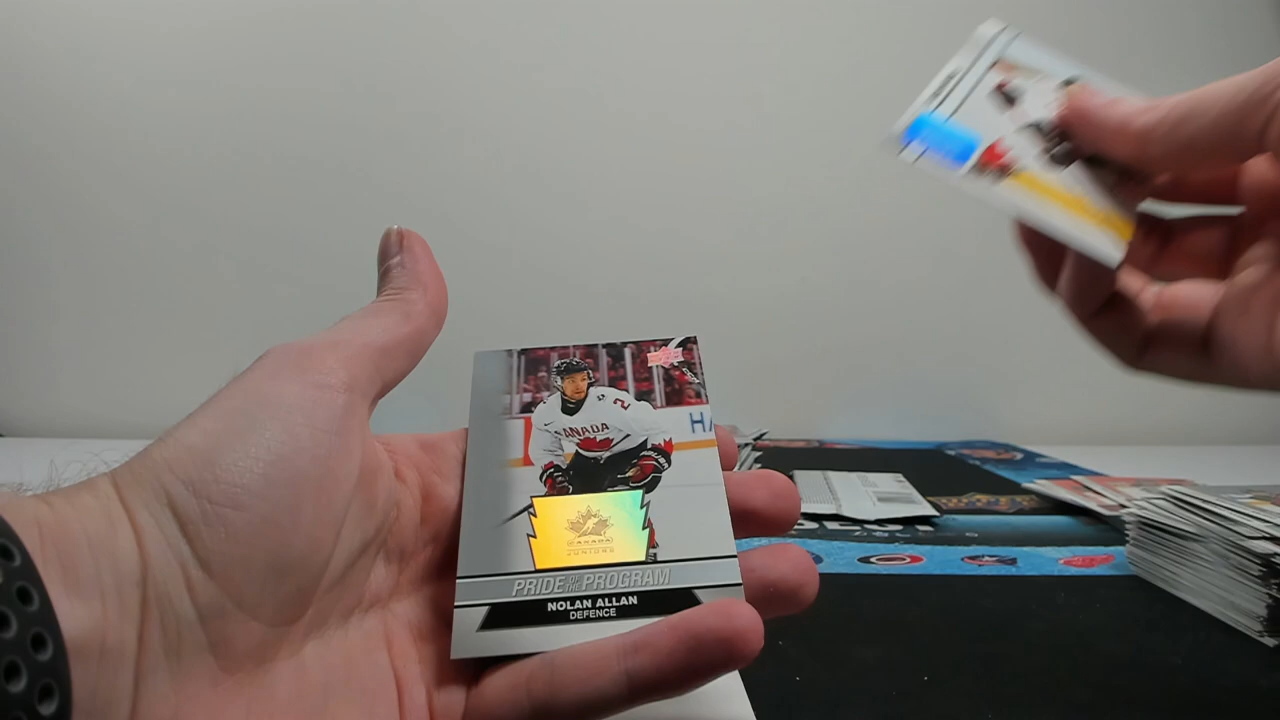 CANADA
2
H
CANADA
JUNIORS
PRIDE OF THE PROGRAM
NOLAN ALLAN
DEFENCE